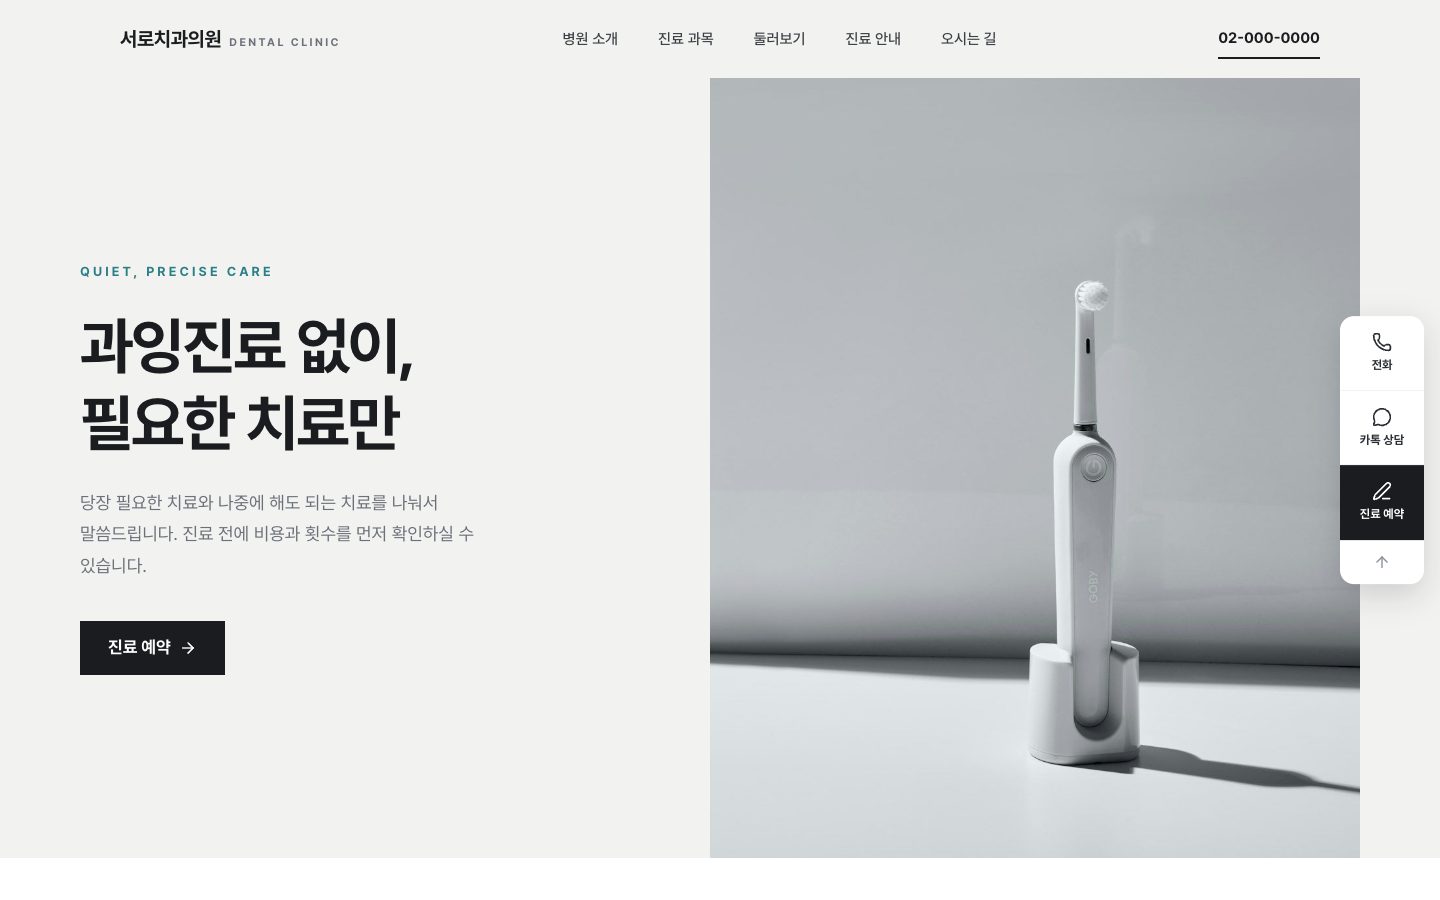 서로치과의원 DENTAL CLINIC
병원 소개 진료 과목 둘러보기 진료 안내 오시는 길
02-000-0000
QUIET, PRECISE CARE
과잉진료 없이,
필요한 치료만
당장 필요한 치료와 나중에 해도 되는 치료를 나눠서
말씀드립니다. 진료 전에 비용과 횟수를 먼저 확인하실 수
있습니다.
진료 예약 →
GOBY
전화
카톡 상담
진료 예약